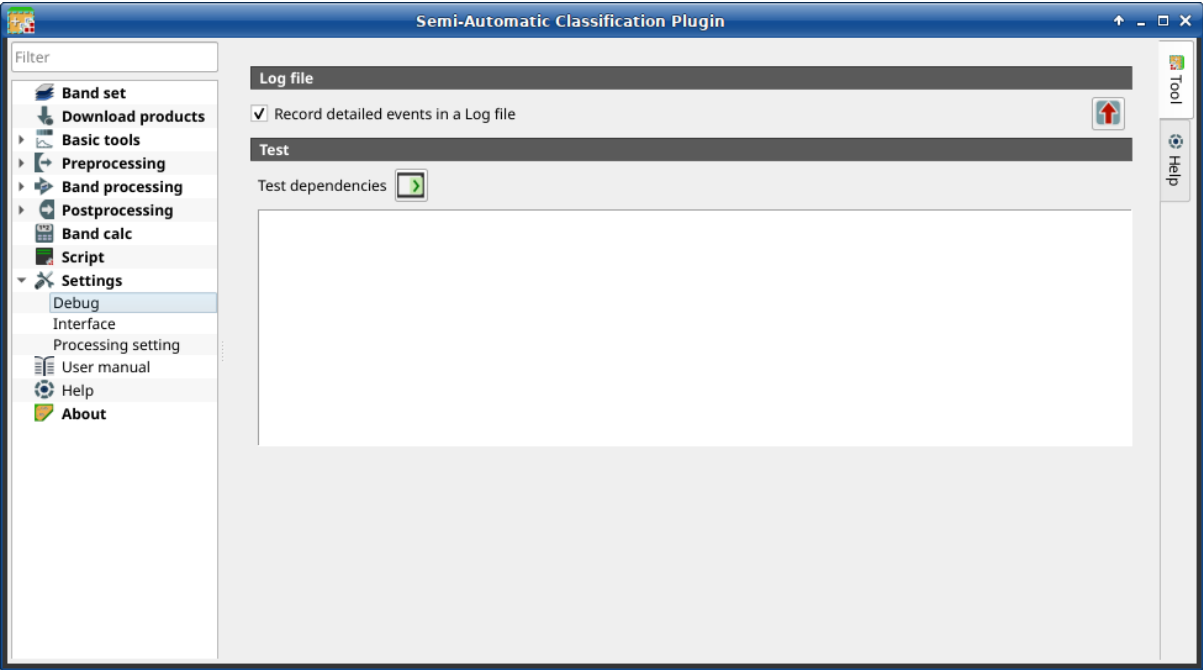 Semi-Automatic Classification Plugin
Filter
Band set
Download products
Basic tools
Preprocessing
Band processing
Postprocessing
Band calc
Script
Settings
Debug
Interface
Processing setting
User manual
Help
About
Log file
Record detailed events in a Log file
Test
Test dependencies
Tool
Help